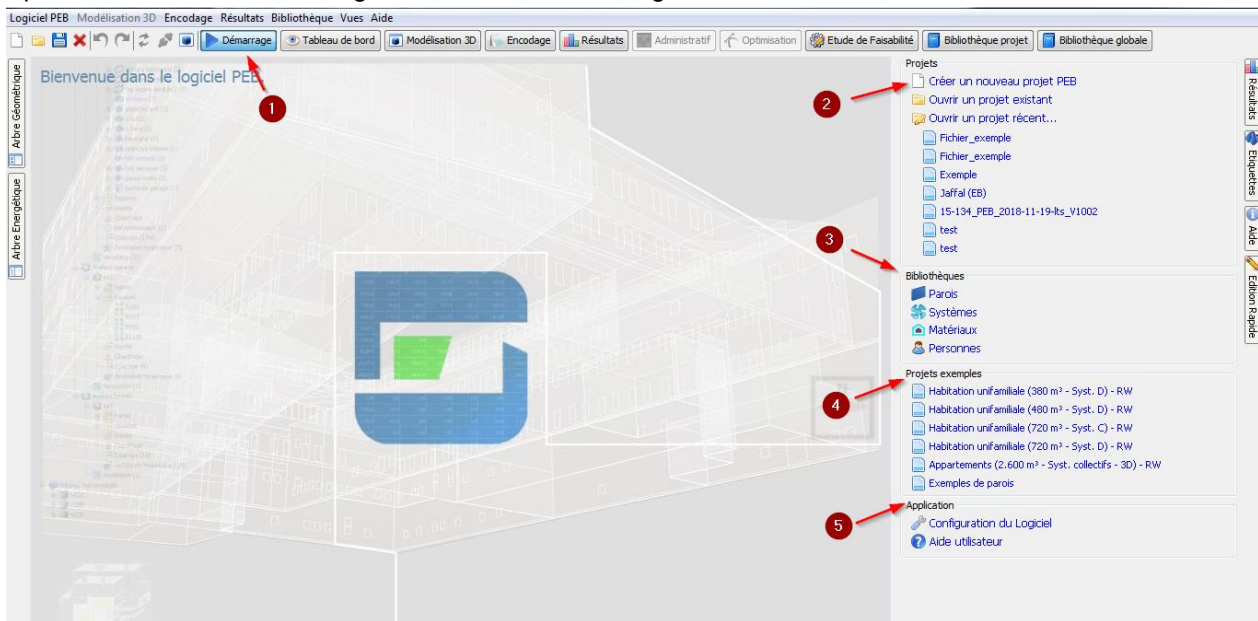 Logiciel PEB Modélisation 3D Encodage Résultats Bibliothèque Vues Aide
Démarrage Tableau de bord Modélisation 3D Encodage Résultats Administratif Optimisation Etude de Faisabilité Bibliothèque projet Bibliothèque globale
Arbre Géométrique
Arbre Energétique
Bienvenue dans le logiciel PEB
1
2
3
4
5
Projets
Créer un nouveau projet PEB
Ouvrir un projet existant
Ouvrir un projet récent...
Fichier_exemple
Fichier_exemple
Exemple
Jaffal (EB)
15-134_PEB_2018-11-19-lts_V1002
test
test
Bibliothèques
Parois
Systèmes
Matériaux
Personnes
Projets exemples
Habitation unifamiliale (380 m³ - Syst. D) - RW
Habitation unifamiliale (480 m³ - Syst. D) - RW
Habitation unifamiliale (720 m³ - Syst. C) - RW
Habitation unifamiliale (720 m³ - Syst. D) - RW
Appartements (2.600 m³ - Syst. collectifs - 3D) - RW
Exemples de parois
Application
Configuration du Logiciel
Aide utilisateur
Résultats
Etiquettes
Aide
Edition Rapide